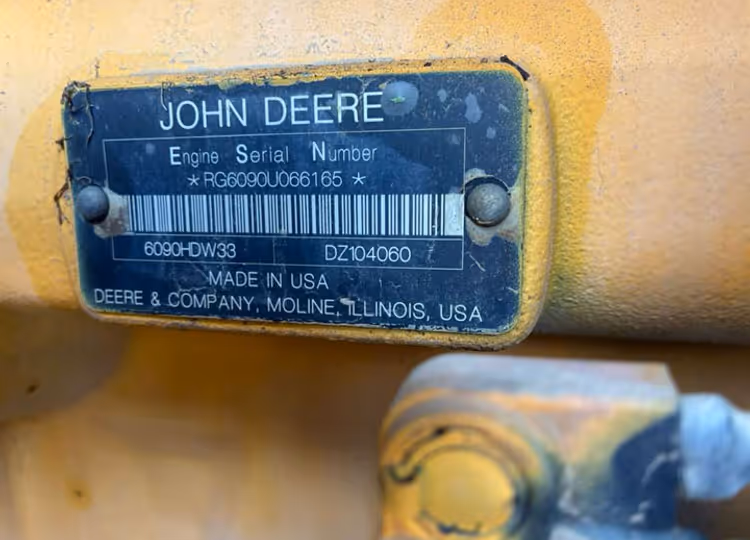 JOHN DEERE
Engine Serial Number
*RG6090U066165*
6090HDW33 DZ104060
MADE IN USA
DEERE & COMPANY, MOLINE, ILLINOIS, USA